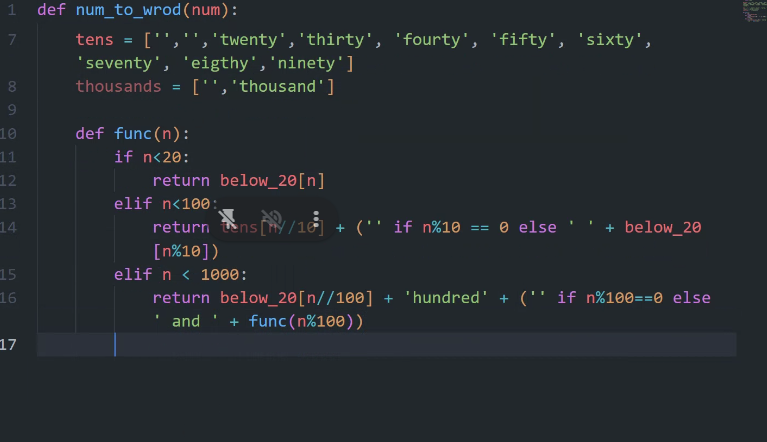 1 def num_to_wrod(num):
7 tens = ['','','twenty','thirty', 'fourty', 'fifty', 'sixty',
'seventy', 'eigthy','ninety']
8 thousands = ['','thousand']
9
10 def func(n):
11 if n<20:
12 return below_20[n]
13 elif n<100:
14 return tens[n//10] + ('' if n%10 == 0 else ' ' + below_20
[n%10])
15 elif n < 1000:
16 return below_20[n//100] + 'hundred' + ('' if n%100==0 else
' and ' + func(n%100))
17